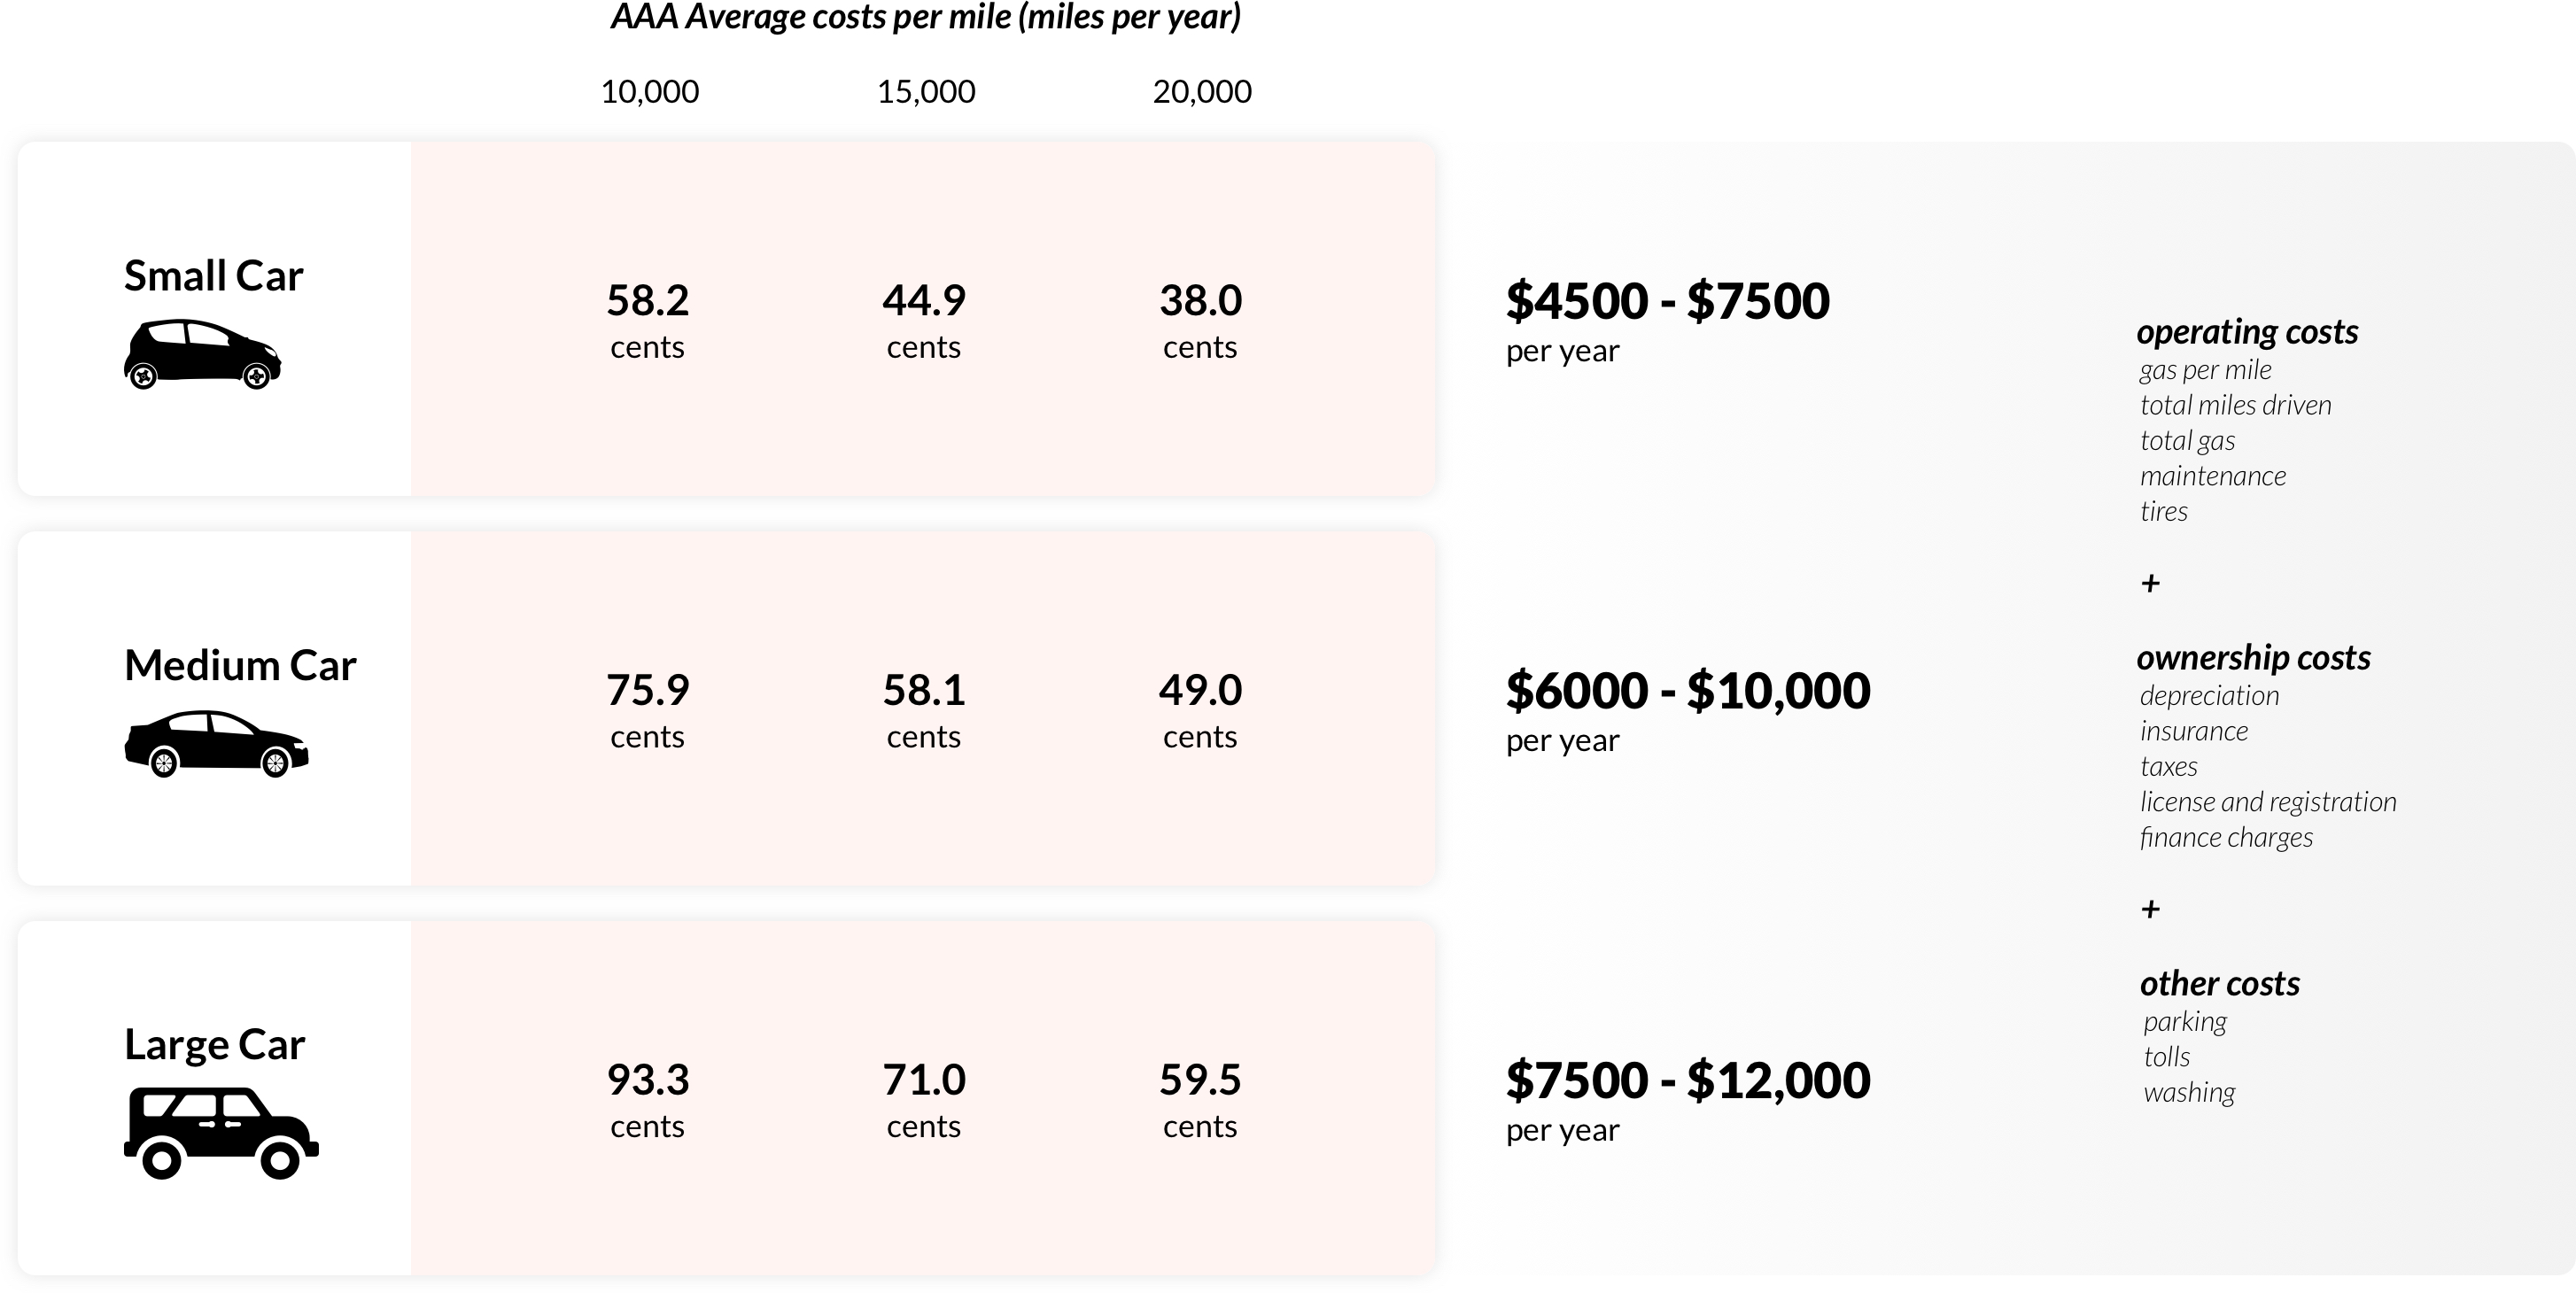 AAA Average costs per mile (miles per year)
10,000 15,000 20,000
Small Car
58.2 44.9 38.0
cents cents cents
$4500 - $7500
per year
Medium Car
75.9 58.1 49.0
cents cents cents
$6000 - $10,000
per year
Large Car
93.3 71.0 59.5
cents cents cents
$7500 - $12,000
per year
operating costs
gas per mile
total miles driven
total gas
maintenance
tires
+
ownership costs
depreciation
insurance
taxes
license and registration
finance charges
+
other costs
parking
tolls
washing